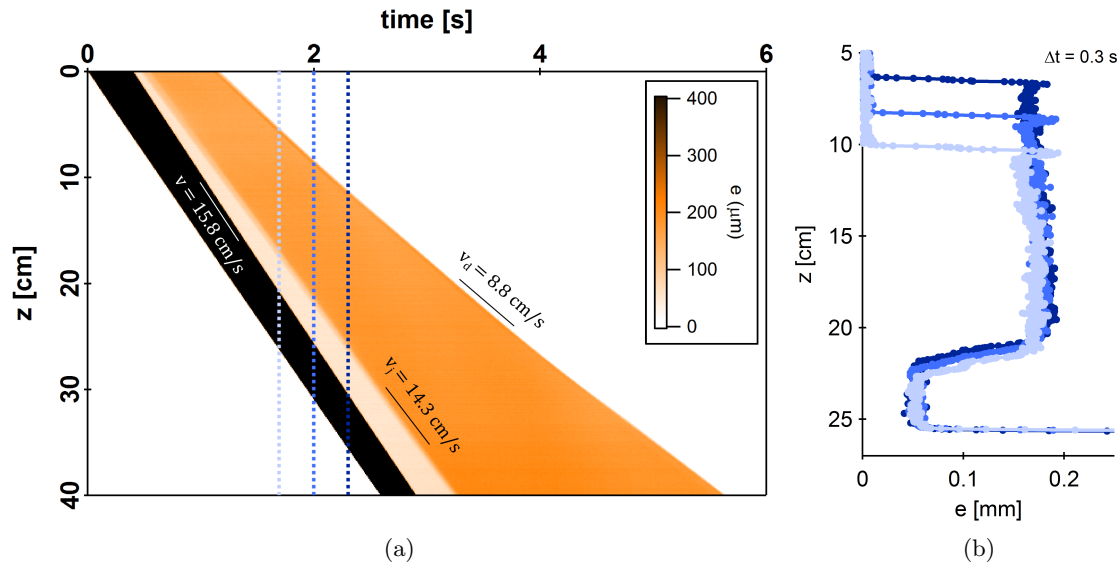 time [s]
0
2
4
6
0
10
20
30
40
z [cm]
v = 15.8 cm/s
v_d = 8.8 cm/s
v_j = 14.3 cm/s
400
300
200
100
0
e (μm)
(a)
Δt = 0.3 s
5
10
15
20
25
z [cm]
0
0.1
0.2
e [mm]
(b)